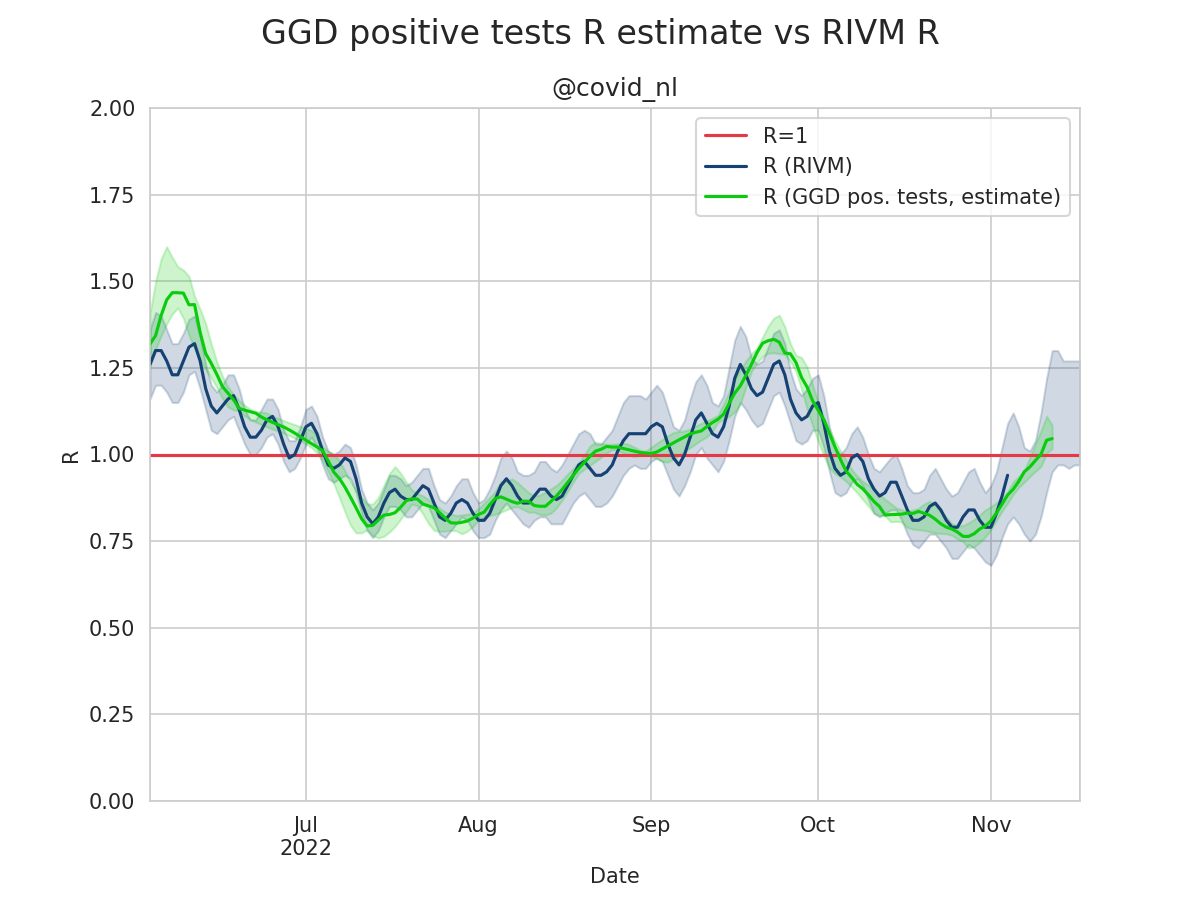 GGD positive tests R estimate vs RIVM R
@covid_nl
2.00
1.75
1.50
1.25
1.00
0.75
0.50
0.25
0.00
R
R=1
R (RIVM)
R (GGD pos. tests, estimate)
Jul
2022
Aug
Sep
Oct
Nov
Date